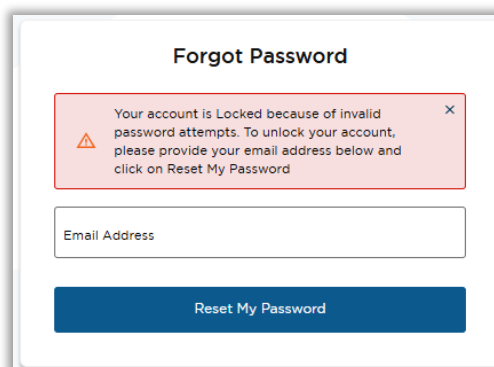 Forgot Password
Your account is Locked because of invalid
password attempts. To unlock your account,
please provide your email address below and
click on Reset My Password
Email Address
Reset My Password